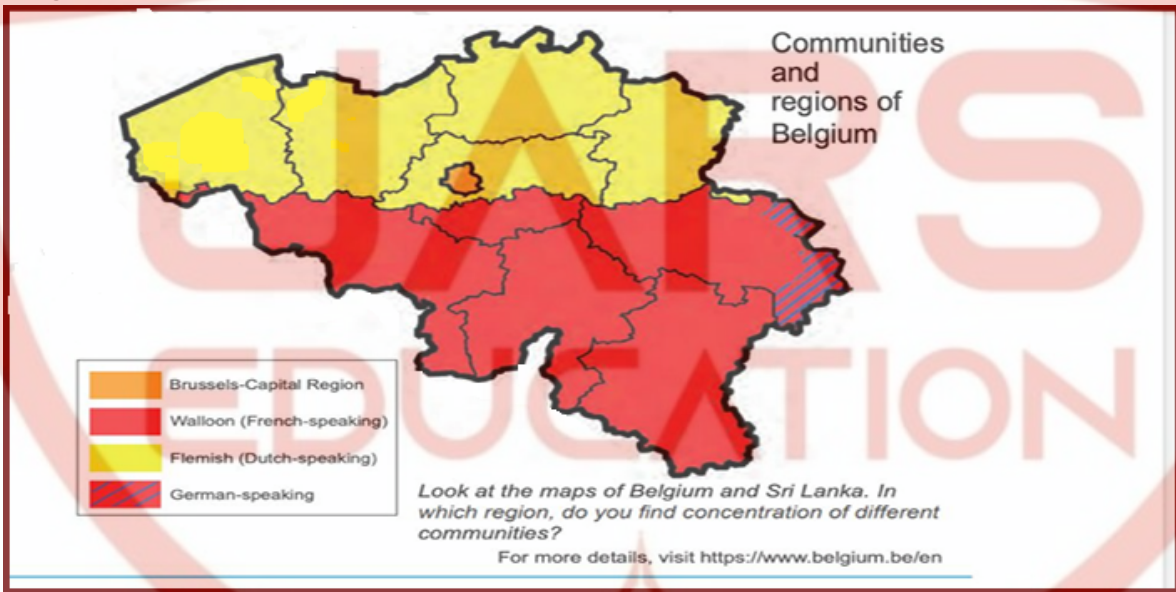 Communities
and
regions of
Belgium
JARS
EDUCATION
Brussels-Capital Region
Walloon (French-speaking)
Flemish (Dutch-speaking)
German-speaking
Look at the maps of Belgium and Sri Lanka. In
which region, do you find concentration of different
communities?
For more details, visit https://www.belgium.be/en